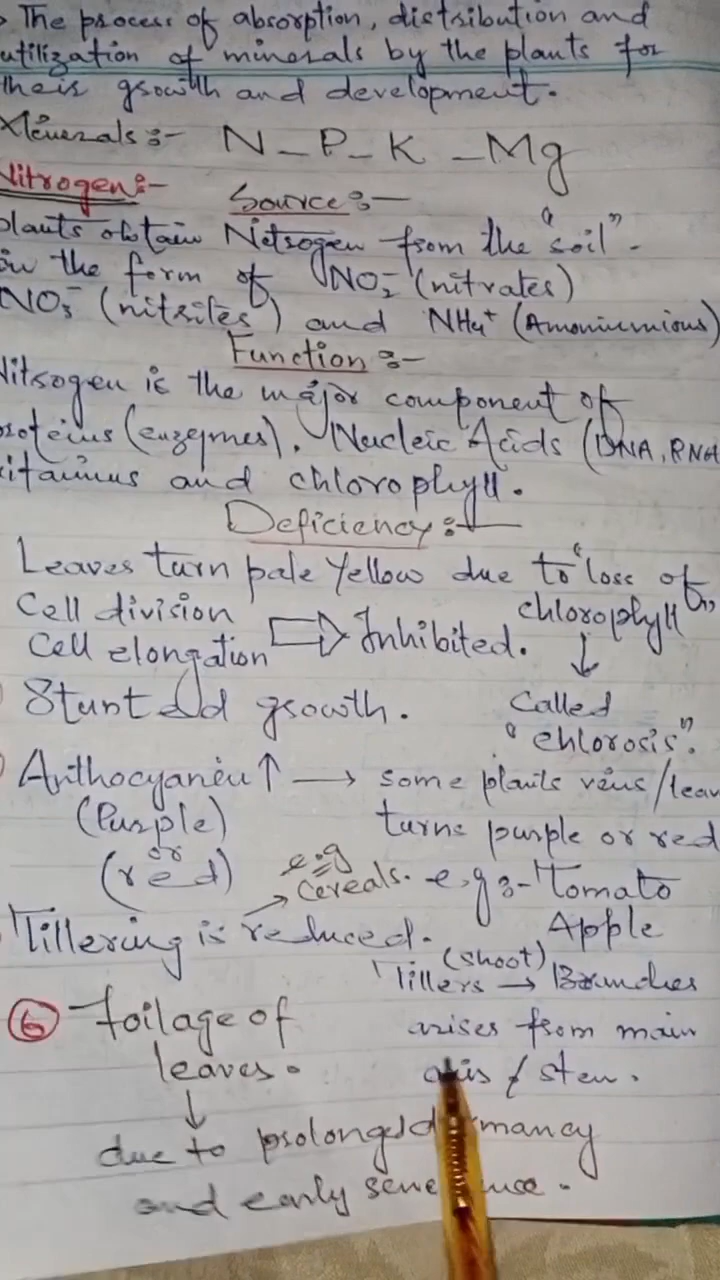 The process of absorption, distribution and
utilization of minerals by the plants for
their growth and development.
Minerals :- N - P - K - Mg
Nitrogen :- Source :-
plants obtain Nitrogen from the "soil".
in the form of NO₂⁻ (nitrates)
NO₃⁻ (nitrites) and NH₄⁺ (Amoniumions)
Function :-
Nitrogen is the major component of
proteins (enzymes), Nucleic Acids (DNA, RNA
vitamins and chlorophyll.
Deficiency :-
Leaves turn pale Yellow due to "loss of
chlorophyll"
Cell division
Cell elongation ⇒ Inhibited.
↓
Called
"chlorosis".
Stunted growth.
Anthocyanin ↑ → some plants veins/leav
(Purple) turns purple or red
or
(red)
e.g :- Tomato
Apple
e.g
Cereals.
Tillering is reduced.
(shoot)
Tillers → Branches
arises from main
axis / stem.
⑥ Foilage of
leaves.
↓
due to prolonged
and early